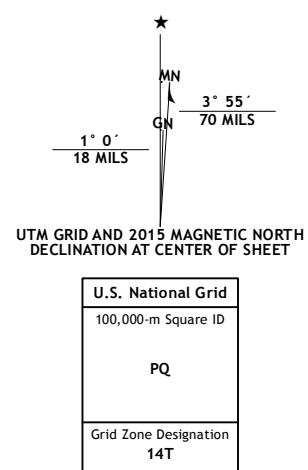 ★
MN
3° 55´
70 MILS
GN
1° 0´
18 MILS
UTM GRID AND 2015 MAGNETIC NORTH
DECLINATION AT CENTER OF SHEET
U.S. National Grid
100,000-m Square ID
PQ
Grid Zone Designation
14T